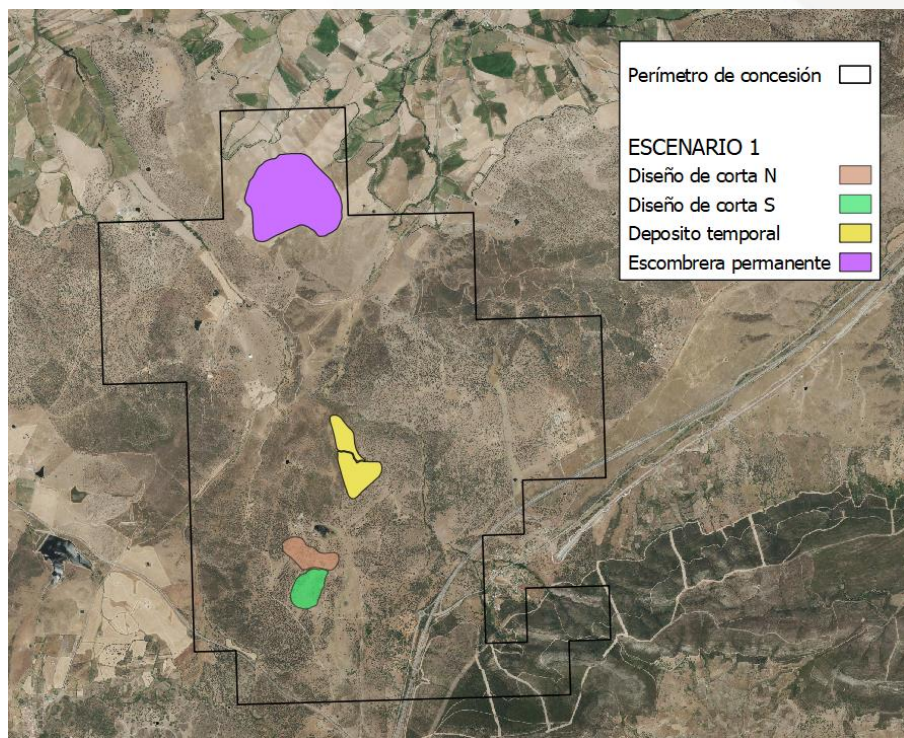 Perímetro de concesión
ESCENARIO 1
Diseño de corta N
Diseño de corta S
Deposito temporal
Escombrera permanente